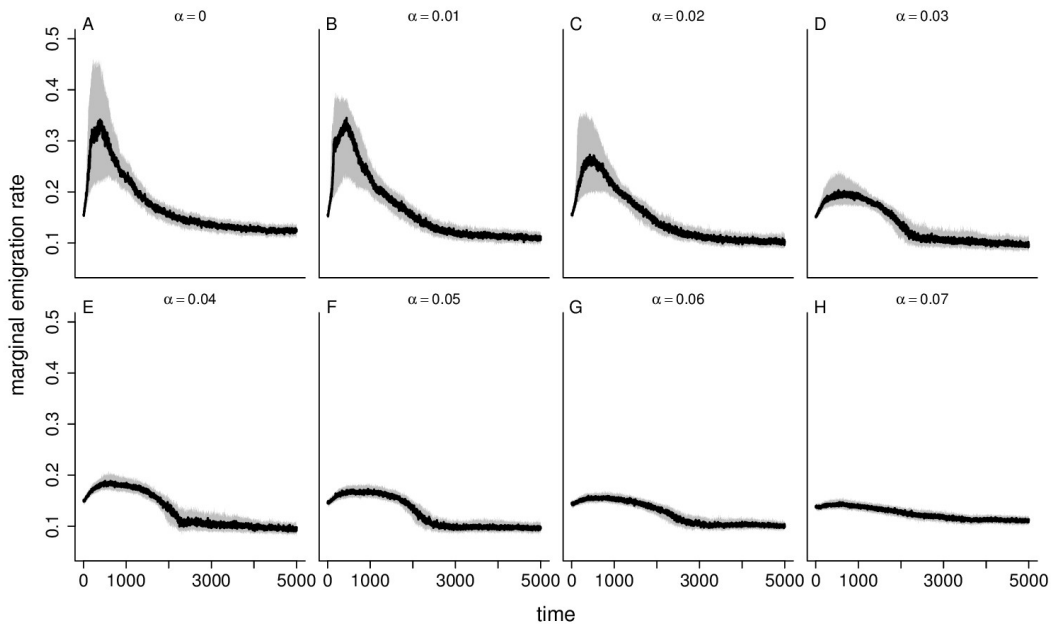 A α = 0 B α = 0.01 C α = 0.02 D α = 0.03
0.5
0.4
0.3
0.2
0.1
E α = 0.04 F α = 0.05 G α = 0.06 H α = 0.07
0.5
0.4
0.3
0.2
0.1
marginal emigration rate
0 1000 3000 5000 0 1000 3000 5000 0 1000 3000 5000 0 1000 3000 5000
time